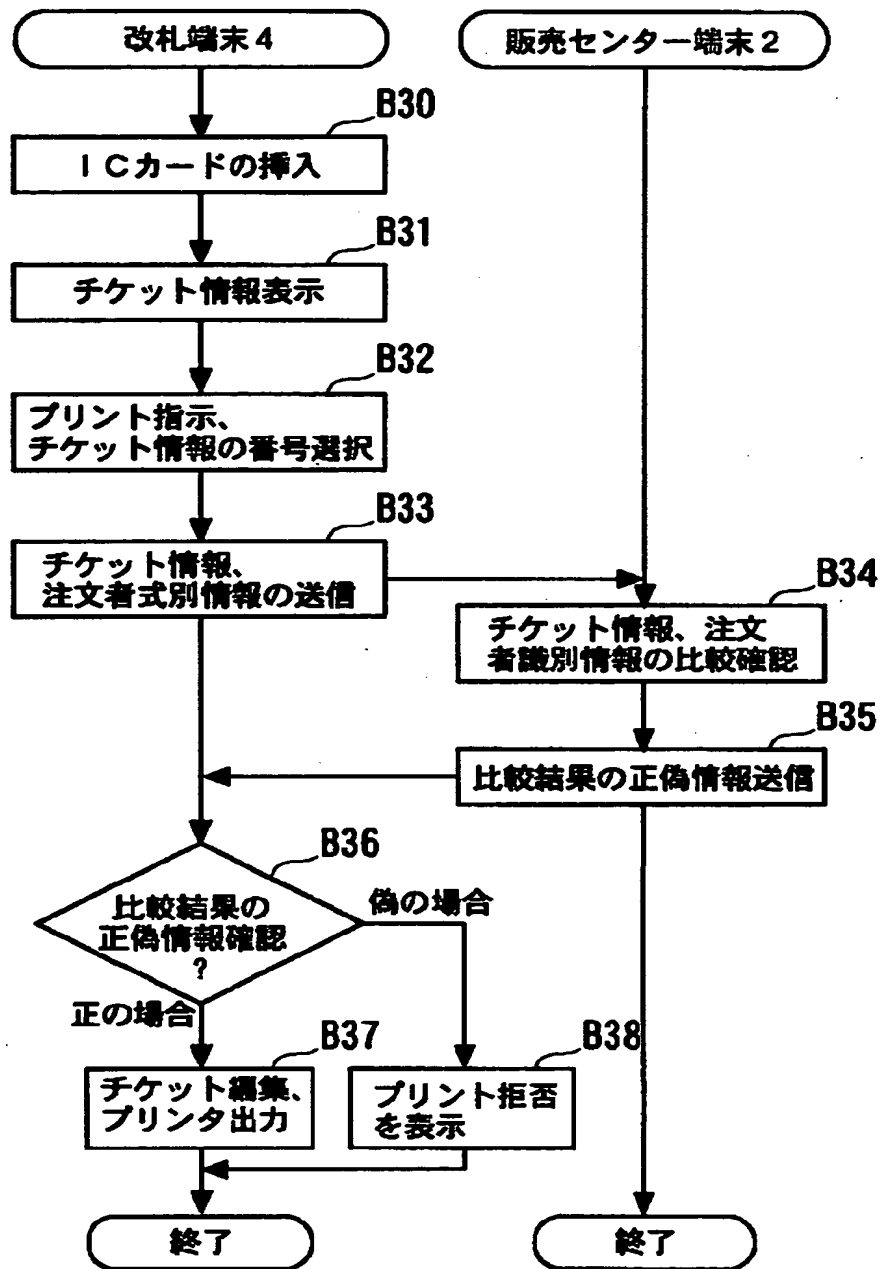 改札端末4
販売センター端末2
B30
ICカードの挿入
B31
チケット情報表示
B32
プリント指示、
チケット情報の番号選択
B33
チケット情報、
注文者式別情報の送信
B34
チケット情報、注文
者識別情報の比較確認
B35
比較結果の正偽情報送信
B36
比較結果の
正偽情報確認
?
偽の場合
正の場合
B37
チケット編集、
プリンタ出力
B38
プリント拒否
を表示
終了
終了